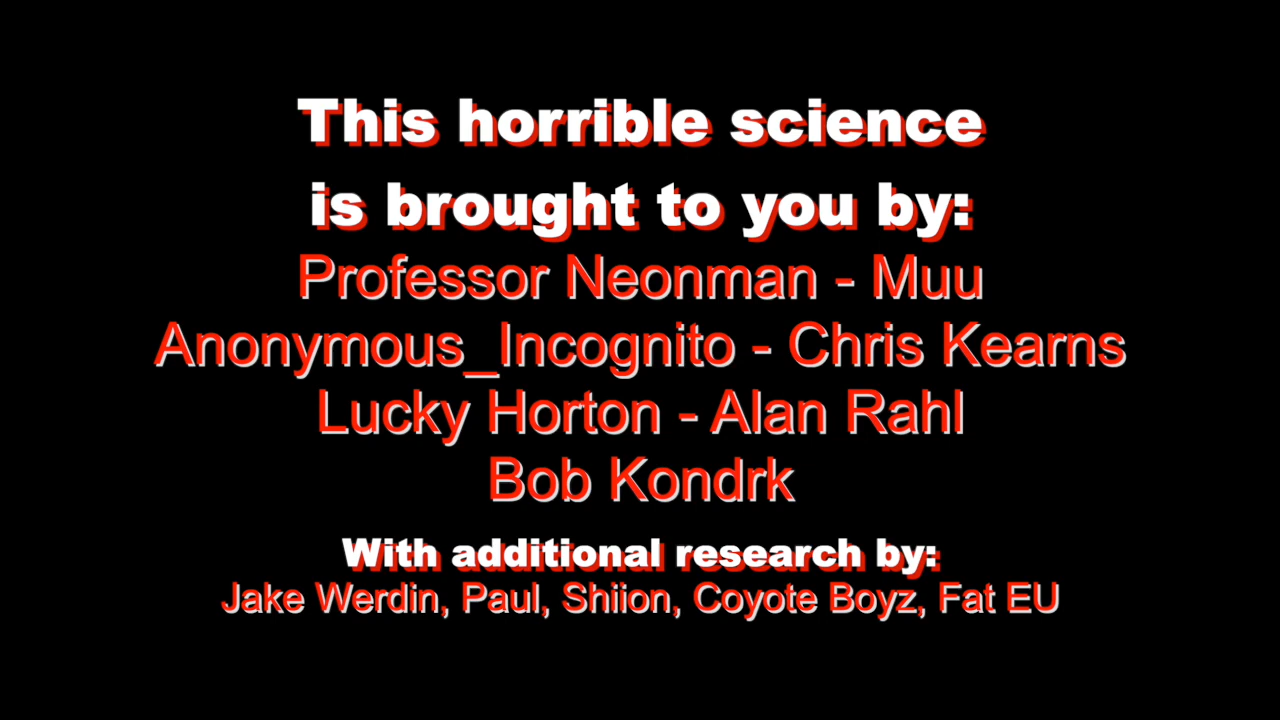 This horrible science
is brought to you by:
Professor Neonman - Muu
Anonymous_Incognito - Chris Kearns
Lucky Horton - Alan Rahl
Bob Kondrk
With additional research by:
Jake Werdin, Paul, Shiion, Coyote Boyz, Fat EU